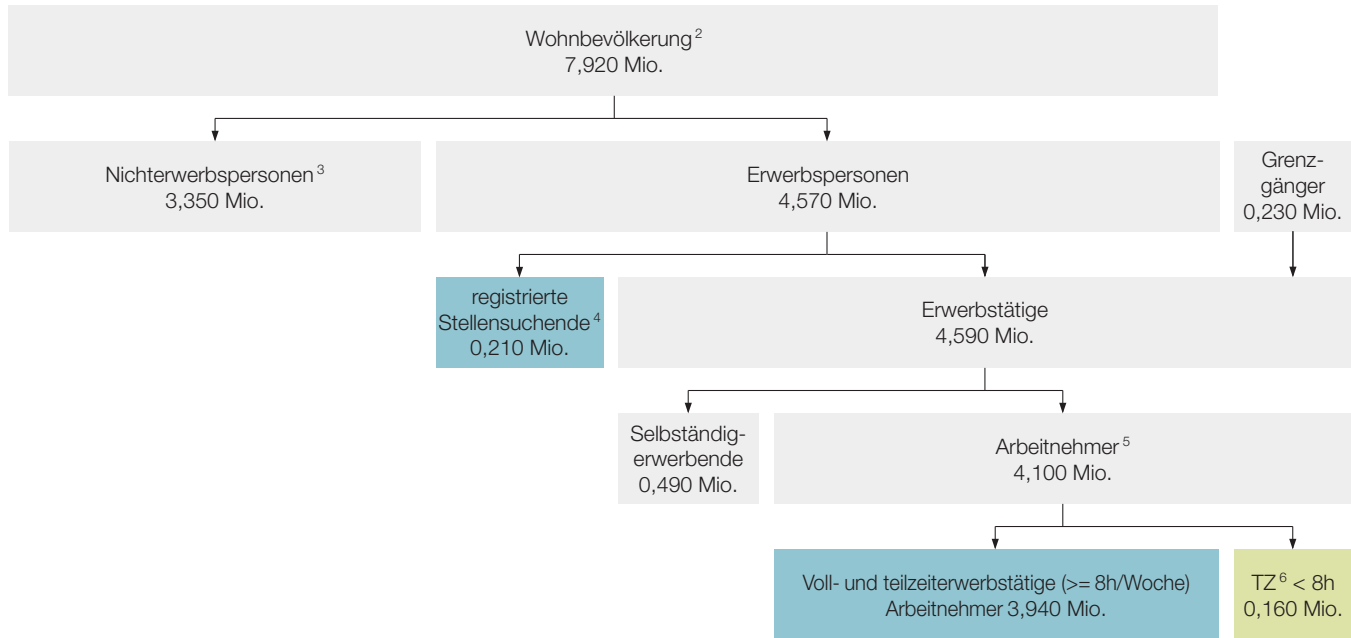 Wohnbevölkerung 2
7,920 Mio.
Nichterwerbspersonen 3
3,350 Mio.
Erwerbspersonen
4,570 Mio.
Grenz-
gänger
0,230 Mio.
registrierte
Stellensuchende 4
0,210 Mio.
Erwerbstätige
4,590 Mio.
Selbständig-
erwerbende
0,490 Mio.
Arbeitnehmer 5
4,100 Mio.
Voll- und teilzeiterwerbstätige (>= 8h/Woche)
Arbeitnehmer 3,940 Mio.
TZ 6 < 8h
0,160 Mio.